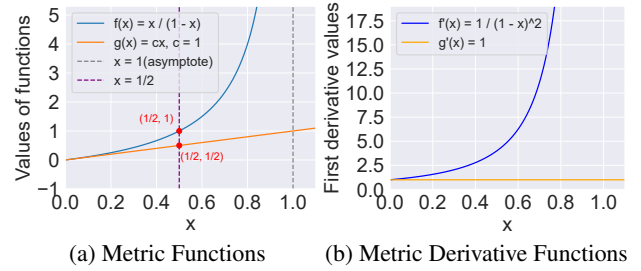 Values of functions
5
4
3
2
1
0
−1
f(x) = x / (1 - x)
g(x) = cx, c = 1
x = 1(asymptote)
x = 1/2
(1/2, 1)
(1/2, 1/2)
0.0 0.2 0.4 0.6 0.8 1.0
x
(a) Metric Functions
First derivative values
17.5
15.0
12.5
10.0
7.5
5.0
2.5
0.0
f'(x) = 1 / (1 - x)^2
g'(x) = 1
0.0 0.2 0.4 0.6 0.8 1.0
x
(b) Metric Derivative Functions